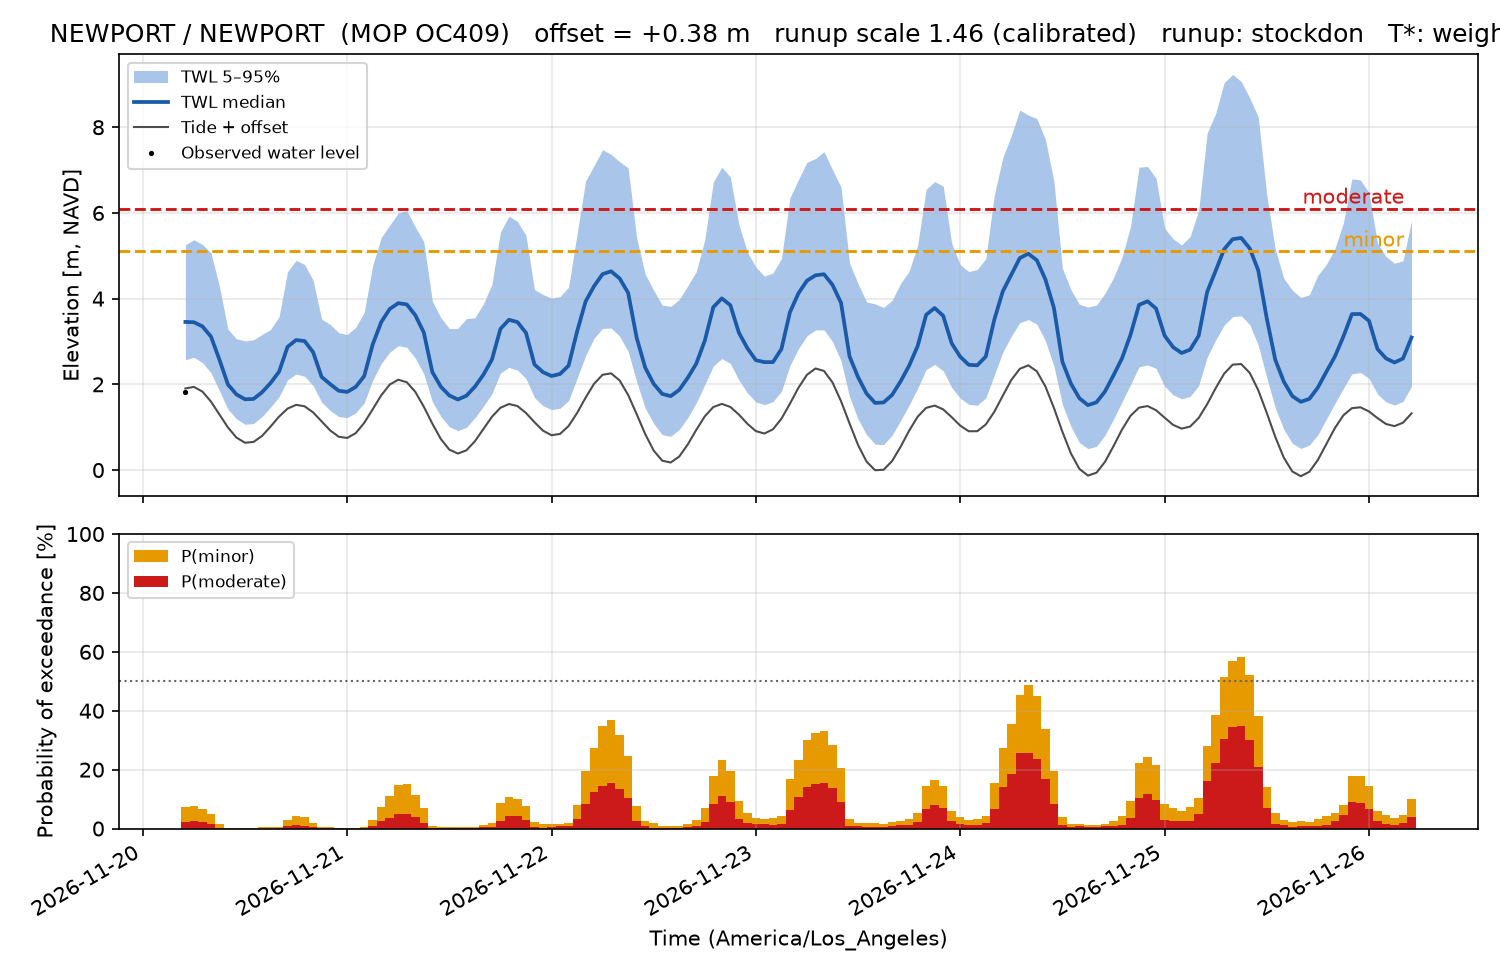 NEWPORT / NEWPORT (MOP OC409) offset = +0.38 m runup scale 1.46 (calibrated) runup: stockdon T*:
TWL 5–95%
TWL median
Tide + offset
Observed water level
moderate
minor
Elevation [m, NAVD]
8
6
4
2
0
P(minor)
P(moderate)
Probability of exceedance [%]
100
80
60
40
20
0
2026-11-20
2026-11-21
2026-11-22
2026-11-23
2026-11-24
2026-11-25
2026-11-26
Time (America/Los_Angeles)